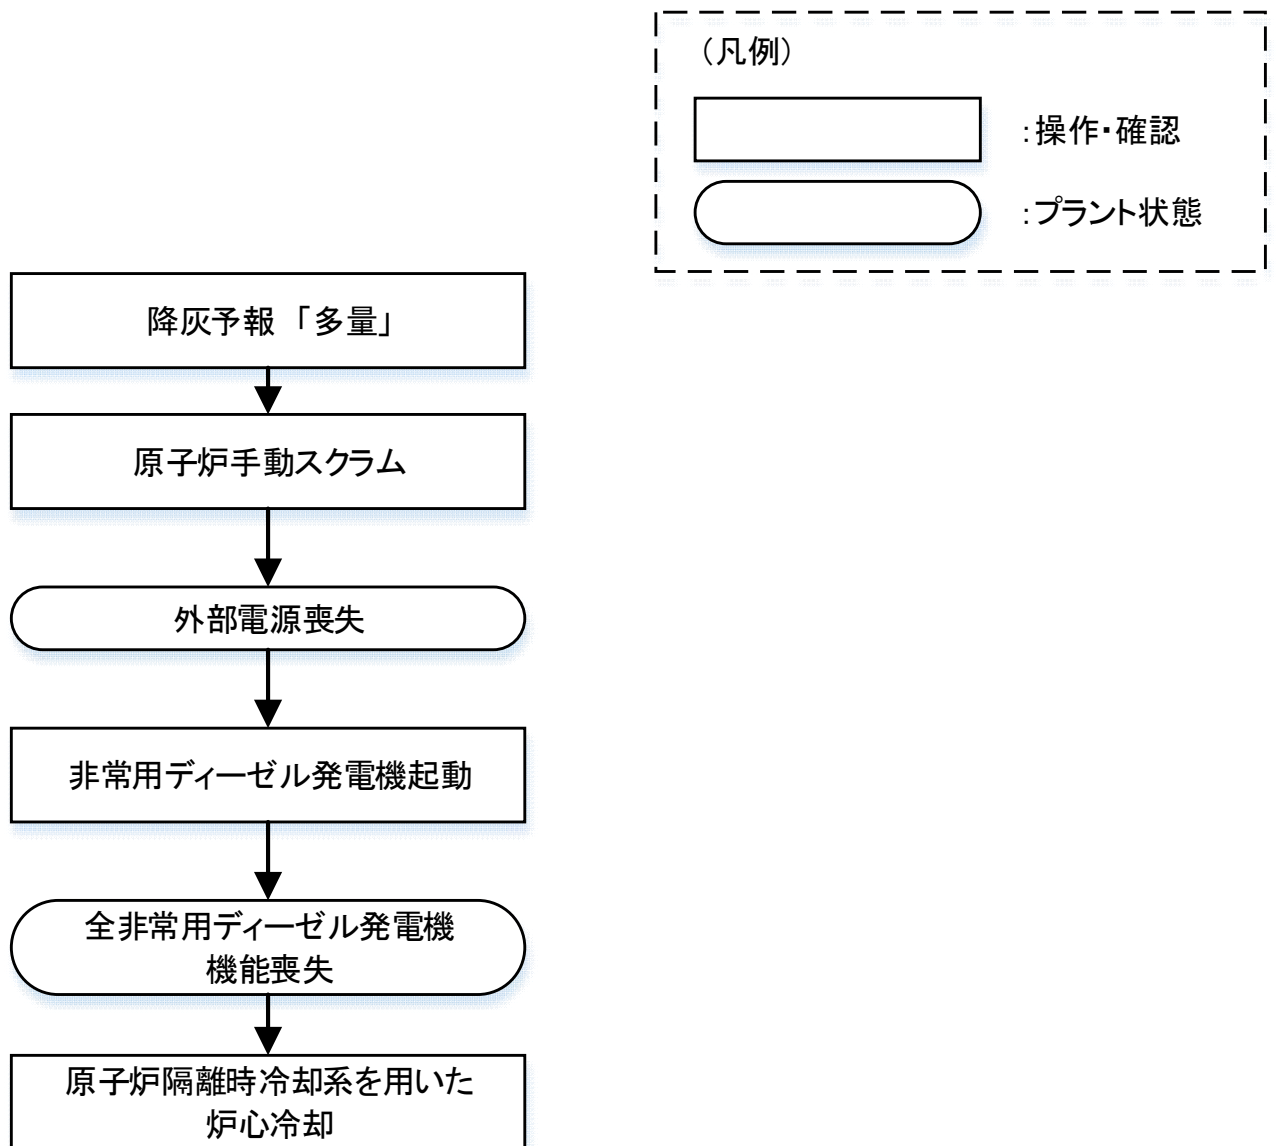 (凡例)
:操作・確認
:プラント状態
降灰予報 「多量」
原子炉手動スクラム
外部電源喪失
非常用ディーゼル発電機起動
全非常用ディーゼル発電機
機能喪失
原子炉隔離時冷却系を用いた
炉心冷却